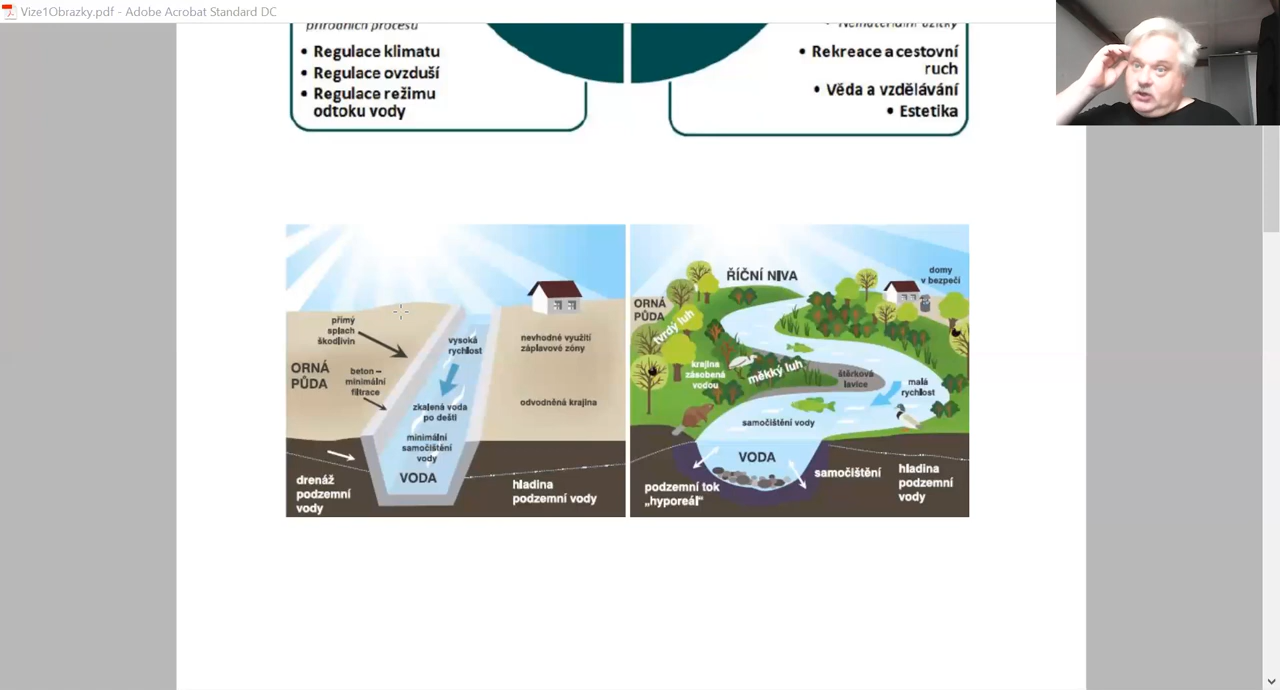 Vize1Obrazky.pdf - Adobe Acrobat Standard DC
přírodních procesů
• Regulace klimatu
• Regulace ovzduší
• Regulace režimu
odtoku vody
- Nemateriální užitky
• Rekreace a cestovní
ruch
• Věda a vzdělávání
• Estetika
přímý
splach
škodlivin
ORNÁ
PŮDA
beton –
minimální
filtrace
vysoká
rychlost
zkalená voda
po dešti
minimální
samočištění
vody
VODA
nevhodné využití
záplavové zóny
odvodněná krajina
drenáž
podzemní
vody
hladina
podzemní vody
ŘÍČNÍ NIVA
domy
v bezpečí
ORNÁ
PŮDA
tvrdý luh
krajina
zásobená
vodou
měkký luh
štěrková
lavice
malá
rychlost
samočištění vody
VODA
podzemní tok
„hyporeál“
samočištění
hladina
podzemní
vody